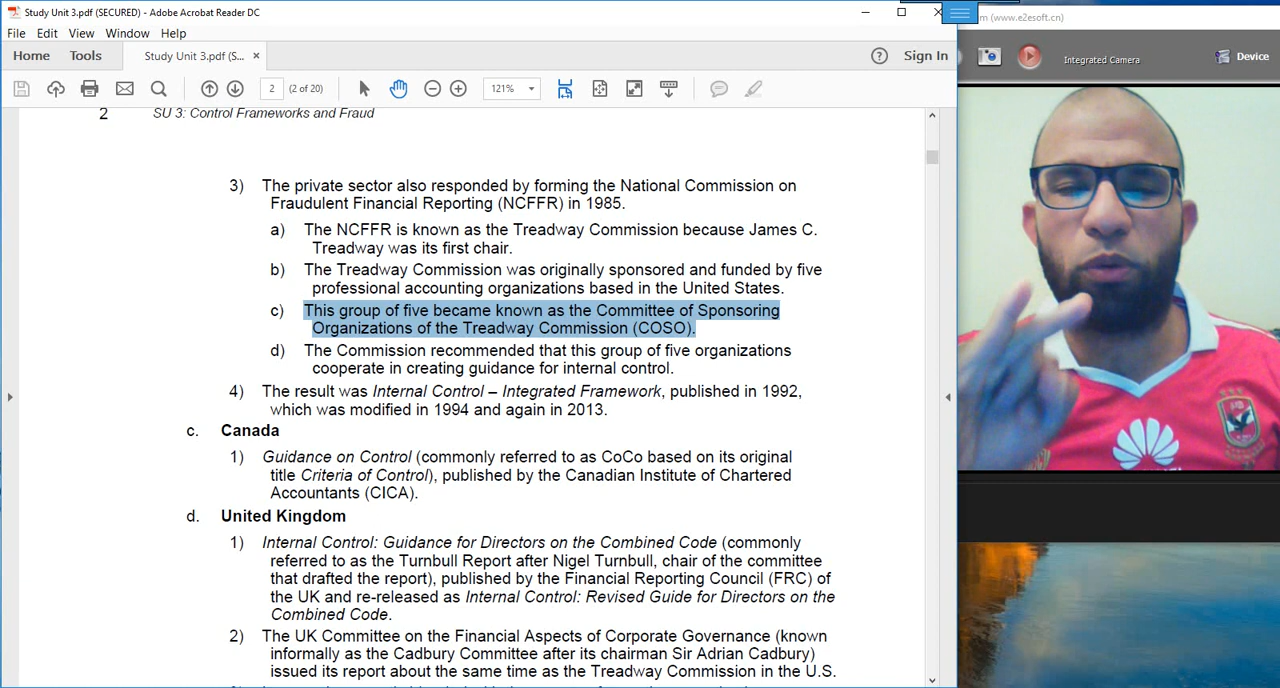 Study Unit 3.pdf (SECURED) - Adobe Acrobat Reader DC
m (www.e2esoft.cn)
File Edit View Window Help
Home Tools Study Unit 3.pdf (S... × Sign In
Integrated Camera Device
2 (2 of 20) 121%
2 SU 3: Control Frameworks and Fraud
3) The private sector also responded by forming the National Commission on
Fraudulent Financial Reporting (NCFFR) in 1985.
a) The NCFFR is known as the Treadway Commission because James C.
Treadway was its first chair.
b) The Treadway Commission was originally sponsored and funded by five
professional accounting organizations based in the United States.
c) This group of five became known as the Committee of Sponsoring
Organizations of the Treadway Commission (COSO).
d) The Commission recommended that this group of five organizations
cooperate in creating guidance for internal control.
4) The result was Internal Control – Integrated Framework, published in 1992,
which was modified in 1994 and again in 2013.
c. Canada
1) Guidance on Control (commonly referred to as CoCo based on its original
title Criteria of Control), published by the Canadian Institute of Chartered
Accountants (CICA).
d. United Kingdom
1) Internal Control: Guidance for Directors on the Combined Code (commonly
referred to as the Turnbull Report after Nigel Turnbull, chair of the committee
that drafted the report), published by the Financial Reporting Council (FRC) of
the UK and re-released as Internal Control: Revised Guide for Directors on the
Combined Code.
2) The UK Committee on the Financial Aspects of Corporate Governance (known
informally as the Cadbury Committee after its chairman Sir Adrian Cadbury)
issued its report about the same time as the Treadway Commission in the U.S.
HUAWEI